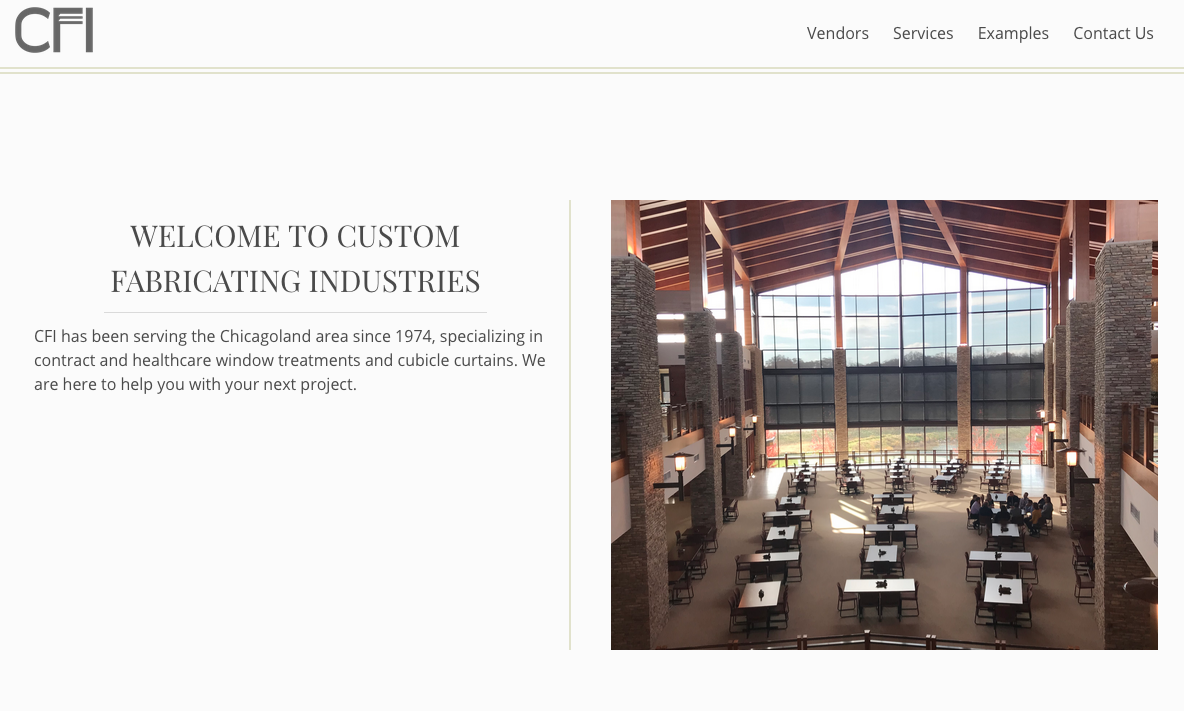 CFI
Vendors Services Examples Contact Us
WELCOME TO CUSTOM
FABRICATING INDUSTRIES
CFI has been serving the Chicagoland area since 1974, specializing in
contract and healthcare window treatments and cubicle curtains. We
are here to help you with your next project.